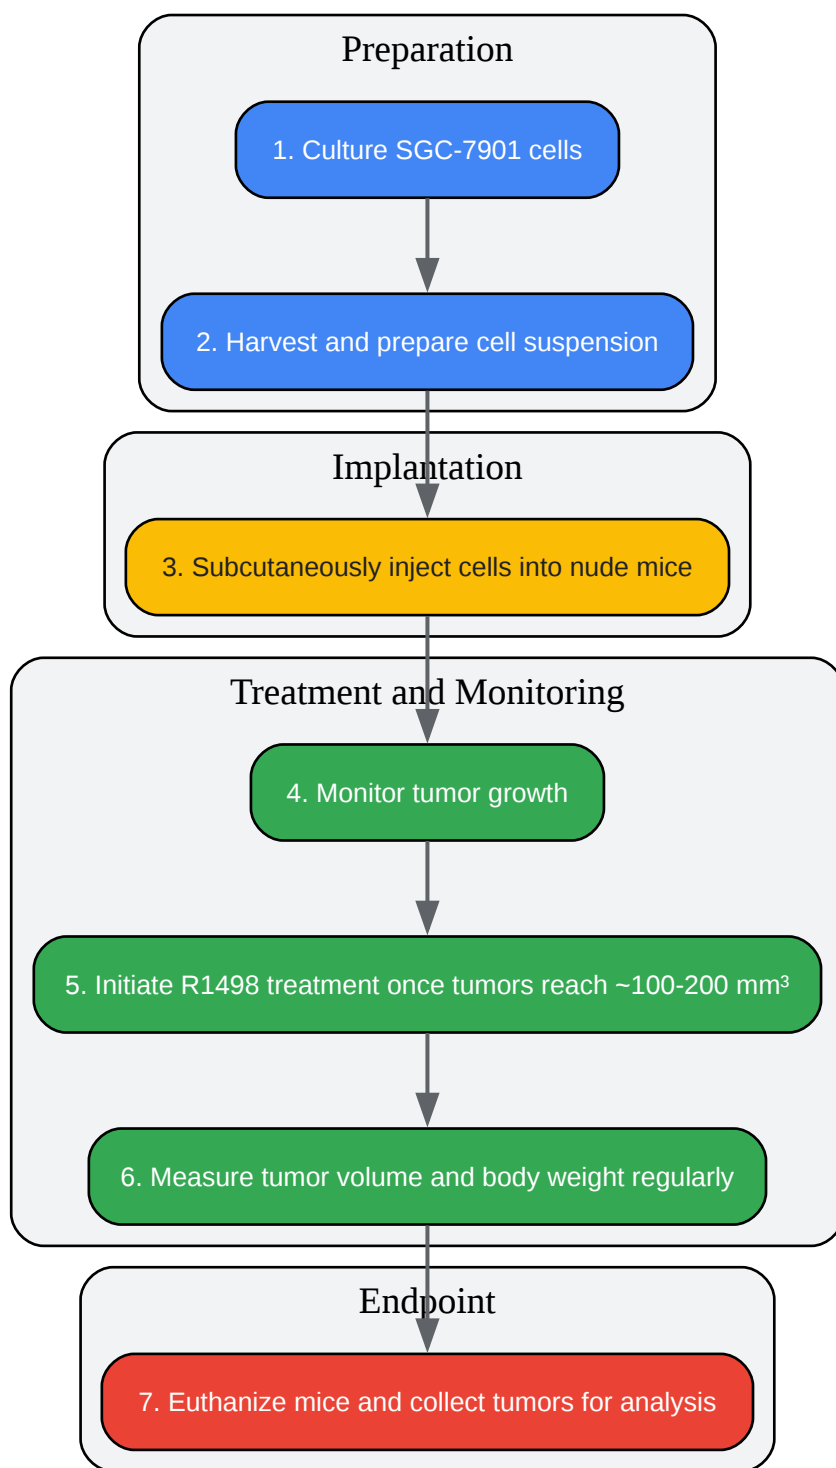 Preparation
1. Culture SGC-7901 cells
2. Harvest and prepare cell suspension
Implantation
3. Subcutaneously inject cells into nude mice
Treatment and Monitoring
4. Monitor tumor growth
5. Initiate R1498 treatment once tumors reach ~100-200 mm³
6. Measure tumor volume and body weight regularly
Endpoint
7. Euthanize mice and collect tumors for analysis